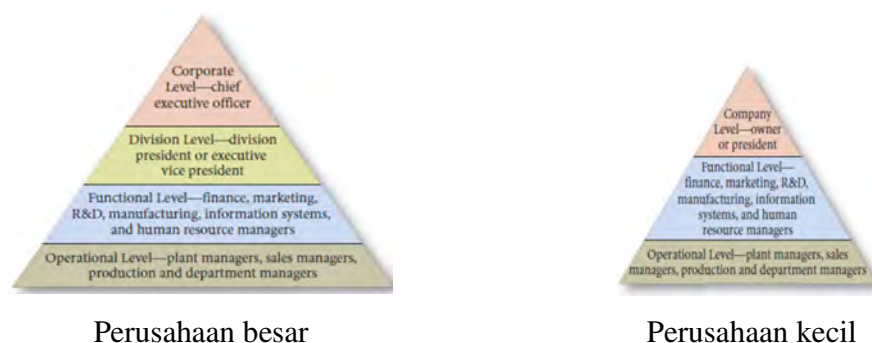 Corporate
Level—chief
executive officer
Division Level—division
president or executive
vice president
Functional Level—finance, marketing,
R&D, manufacturing, information systems,
and human resource managers
Operational Level—plant managers, sales managers,
production and department managers
Perusahaan besar
Company
Level—owner
or president
Functional Level—
finance, marketing, R&D,
manufacturing, information
systems, and human
resource managers
Operational Level—plant managers, sales
managers, production and department managers
Perusahaan kecil